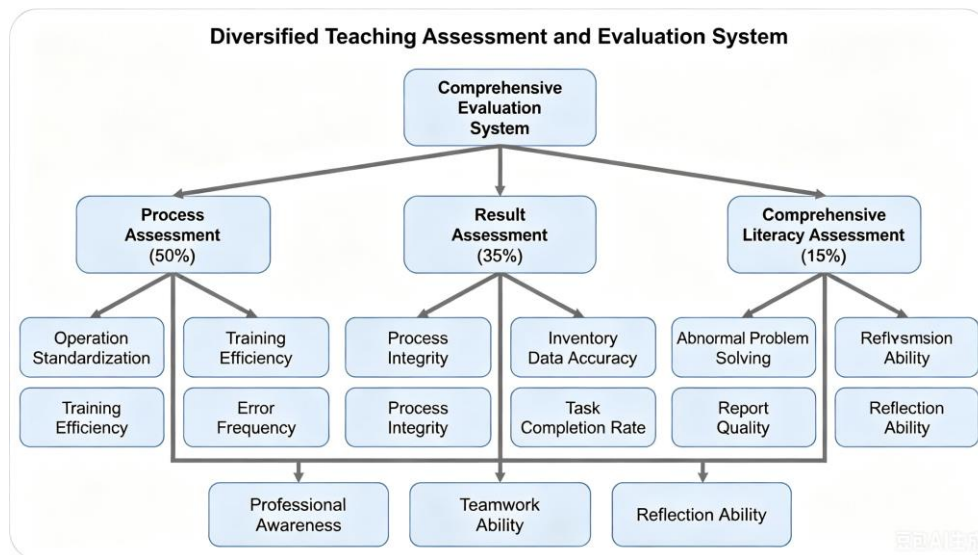 Diversified Teaching Assessment and Evaluation System
Comprehensive
Evaluation
System
Process
Assessment
(50%)
Result
Assessment
(35%)
Comprehensive
Literacy Assessment
(15%)
Operation
Standardization
Training
Efficiency
Process
Integrity
Inventory
Data Accuracy
Abnormal Problem
Solving
Ability
Training
Efficiency
Error
Frequency
Process
Integrity
Task
Completion Rate
Report
Quality
Reflection
Ability
Professional
Awareness
Teamwork
Ability
Reflection Ability